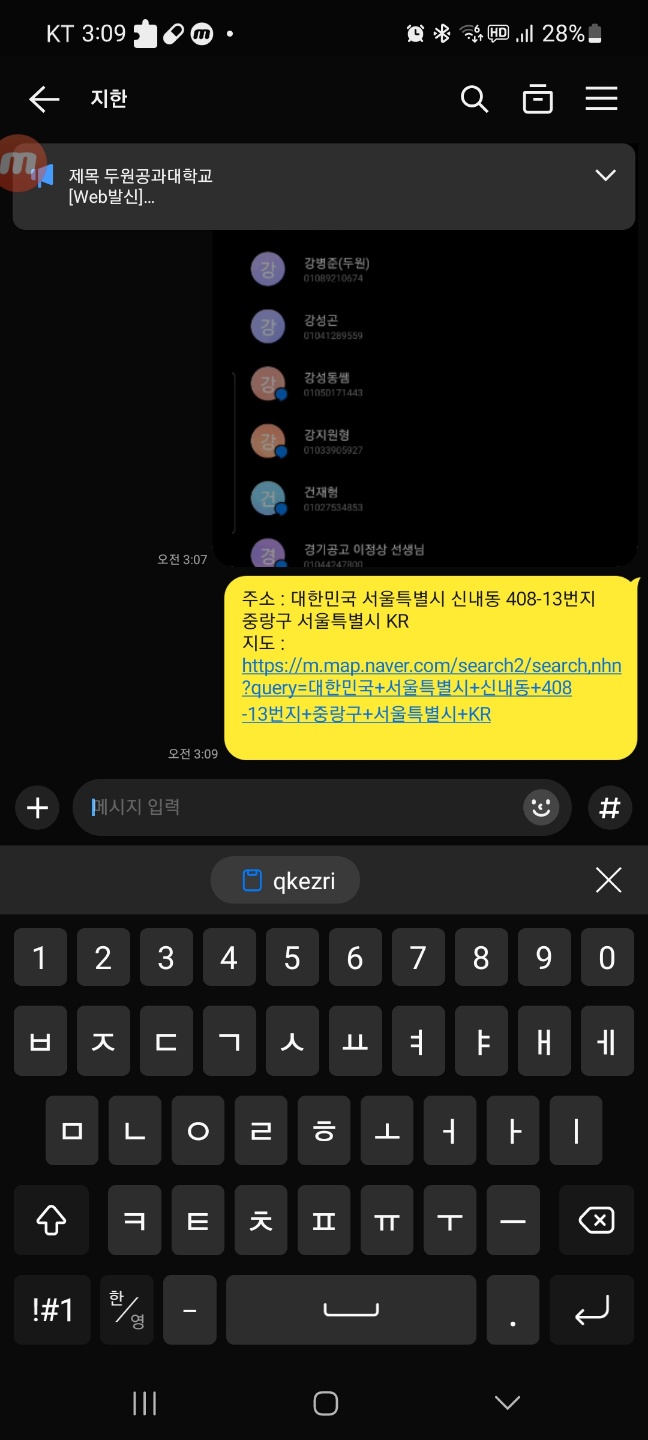 KT 3:09
6 HD 28%
지한
제목 두원공과대학교
[Web발신]...
강 강병준(두원)
01089210674
강 강성곤
01041289559
강 강성동쌤
01050171443
강 강지원형
01033905927
건 건재형
01027534853
경 경기공고 이정상 선생님
01044247800
오전 3:07
주소 : 대한민국 서울특별시 신내동 408-13번지
중랑구 서울특별시 KR
지도 :
https://m.map.naver.com/search2/search,nhn
?query=대한민국+서울특별시+신내동+408
-13번지+중랑구+서울특별시+KR
오전 3:09
메시지 입력
#
qkezri
1 2 3 4 5 6 7 8 9 0
ㅂ ㅈ ㄷ ㄱ ㅅ ㅛ ㅕ ㅑ ㅐ ㅔ
ㅁ ㄴ ㅇ ㄹ ㅎ ㅗ ㅓ ㅏ ㅣ
ㅋ ㅌ ㅊ ㅍ ㅠ ㅜ ㅡ
!#1 한/영 - .